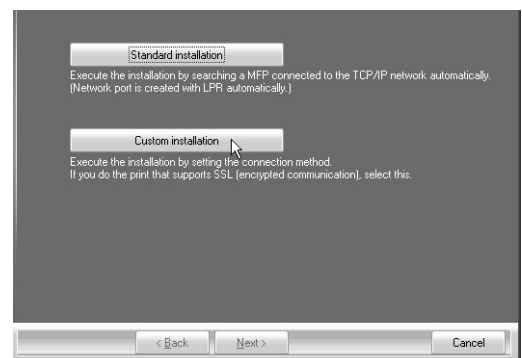 Standard installation
Execute the installation by searching a MFP connected to the TCP/IP network automatically.
(Network port is created with LPR automatically.)
Custom installation
Execute the installation by setting the connection method.
If you do the print that supports SSL (encrypted communication), select this.
< Back
Next >
Cancel